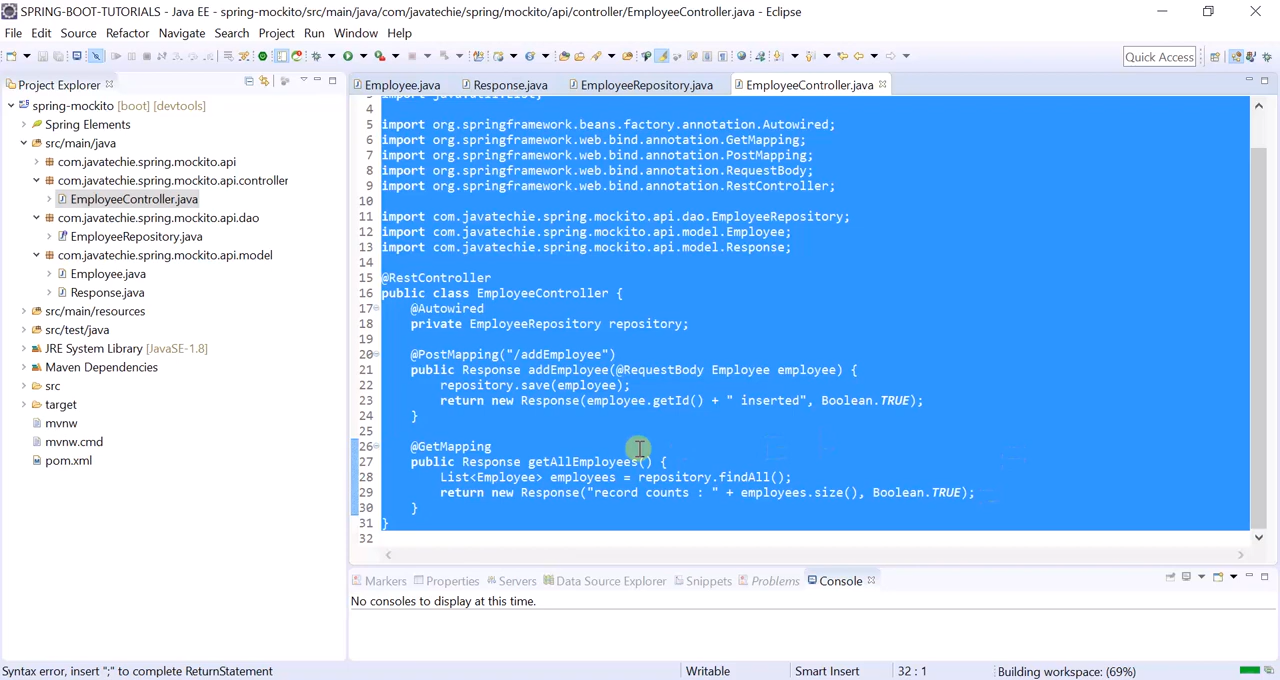 SPRING-BOOT-TUTORIALS - Java EE - spring-mockito/src/main/java/com/javatechie/spring/mockito/api/controller/EmployeeController.java - Eclipse
File Edit Source Refactor Navigate Search Project Run Window Help
Quick Access
Project Explorer
spring-mockito [boot] [devtools]
Spring Elements
src/main/java
com.javatechie.spring.mockito.api
com.javatechie.spring.mockito.api.controller
EmployeeController.java
com.javatechie.spring.mockito.api.dao
EmployeeRepository.java
com.javatechie.spring.mockito.api.model
Employee.java
Response.java
src/main/resources
src/test/java
JRE System Library [JavaSE-1.8]
Maven Dependencies
src
target
mvnw
mvnw.cmd
pom.xml
Employee.java Response.java EmployeeRepository.java EmployeeController.java
3 import java.util.List;
4
5 import org.springframework.beans.factory.annotation.Autowired;
6 import org.springframework.web.bind.annotation.GetMapping;
7 import org.springframework.web.bind.annotation.PostMapping;
8 import org.springframework.web.bind.annotation.RequestBody;
9 import org.springframework.web.bind.annotation.RestController;
10
11 import com.javatechie.spring.mockito.api.dao.EmployeeRepository;
12 import com.javatechie.spring.mockito.api.model.Employee;
13 import com.javatechie.spring.mockito.api.model.Response;
14
15 @RestController
16 public class EmployeeController {
17 @Autowired
18 private EmployeeRepository repository;
19
20 @PostMapping("/addEmployee")
21 public Response addEmployee(@RequestBody Employee employee) {
22 repository.save(employee);
23 return new Response(employee.getId() + " inserted", Boolean.TRUE);
24 }
25
26 @GetMapping
27 public Response getAllEmployees() {
28 List<Employee> employees = repository.findAll();
29 return new Response("record counts : " + employees.size(), Boolean.TRUE);
30 }
31 }
32
Markers Properties Servers Data Source Explorer Snippets Problems Console
No consoles to display at this time.
Syntax error, insert ";" to complete ReturnStatement Writable Smart Insert 32 : 1 Building workspace: (69%)